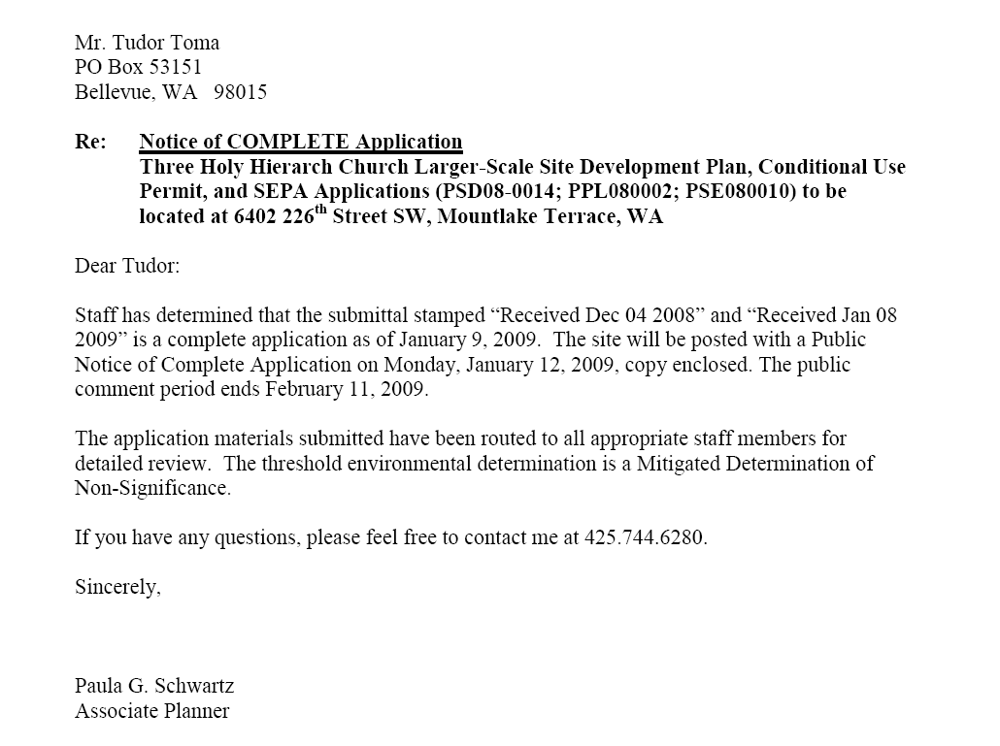 Mr. Tudor Toma
PO Box 53151
Bellevue, WA   98015
Re: Notice of COMPLETE Application
Three Holy Hierarch Church Larger-Scale Site Development Plan, Conditional Use
Permit, and SEPA Applications (PSD08-0014; PPL080002; PSE080010) to be
located at 6402 226th Street SW, Mountlake Terrace, WA
Dear Tudor:
Staff has determined that the submittal stamped “Received Dec 04 2008” and “Received Jan 08
2009” is a complete application as of January 9, 2009.  The site will be posted with a Public
Notice of Complete Application on Monday, January 12, 2009, copy enclosed. The public
comment period ends February 11, 2009.
The application materials submitted have been routed to all appropriate staff members for
detailed review.  The threshold environmental determination is a Mitigated Determination of
Non-Significance.
If you have any questions, please feel free to contact me at 425.744.6280.
Sincerely,
Paula G. Schwartz
Associate Planner